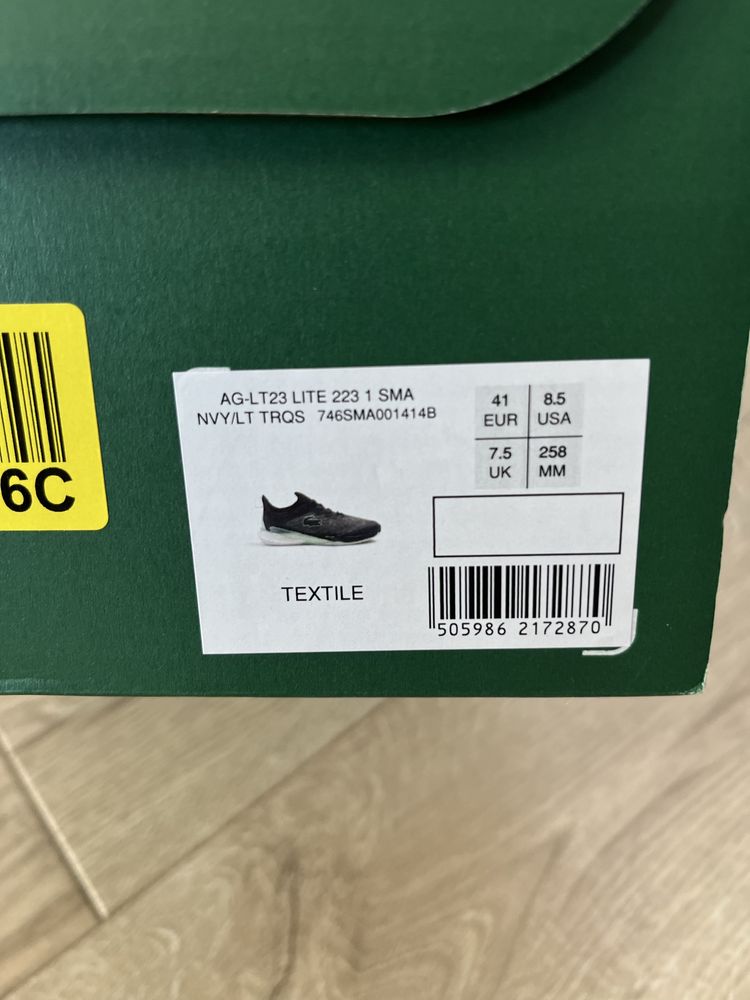 6C
AG-LT23 LITE 223 1 SMA
NVY/LT TRQS 746SMA001414B
41 8.5
EUR USA
7.5 258
UK MM
TEXTILE
505986 2172870